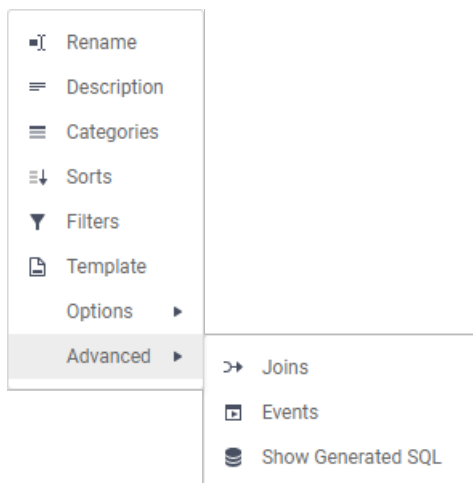 Rename
Description
Categories
Sorts
Filters
Template
Options
Advanced
Joins
Events
Show Generated SQL